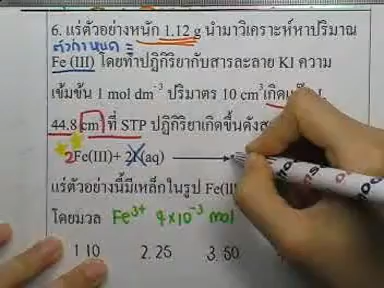 6. แร่ตัวอย่างหนัก 1.12 g นำมาวิเคราะห์หาปริมาณ
ตัวกำหนด =
Fe (III) โดยทำปฏิกิริยากับสารละลาย KI ความ
เข้มข้น 1 mol dm⁻³ ปริมาตร 10 cm³ เกิดแก๊ส I
44.8 cm³ ที่ STP ปฏิกิริยาเกิดขึ้นดัง
2Fe(III)+ 2I(aq) →
แร่ตัวอย่างนี้มีเหล็กในรูป Fe(III
โดยมวล Fe³⁺ 4×10⁻³ mol
1. 10 2. 25 3. 50